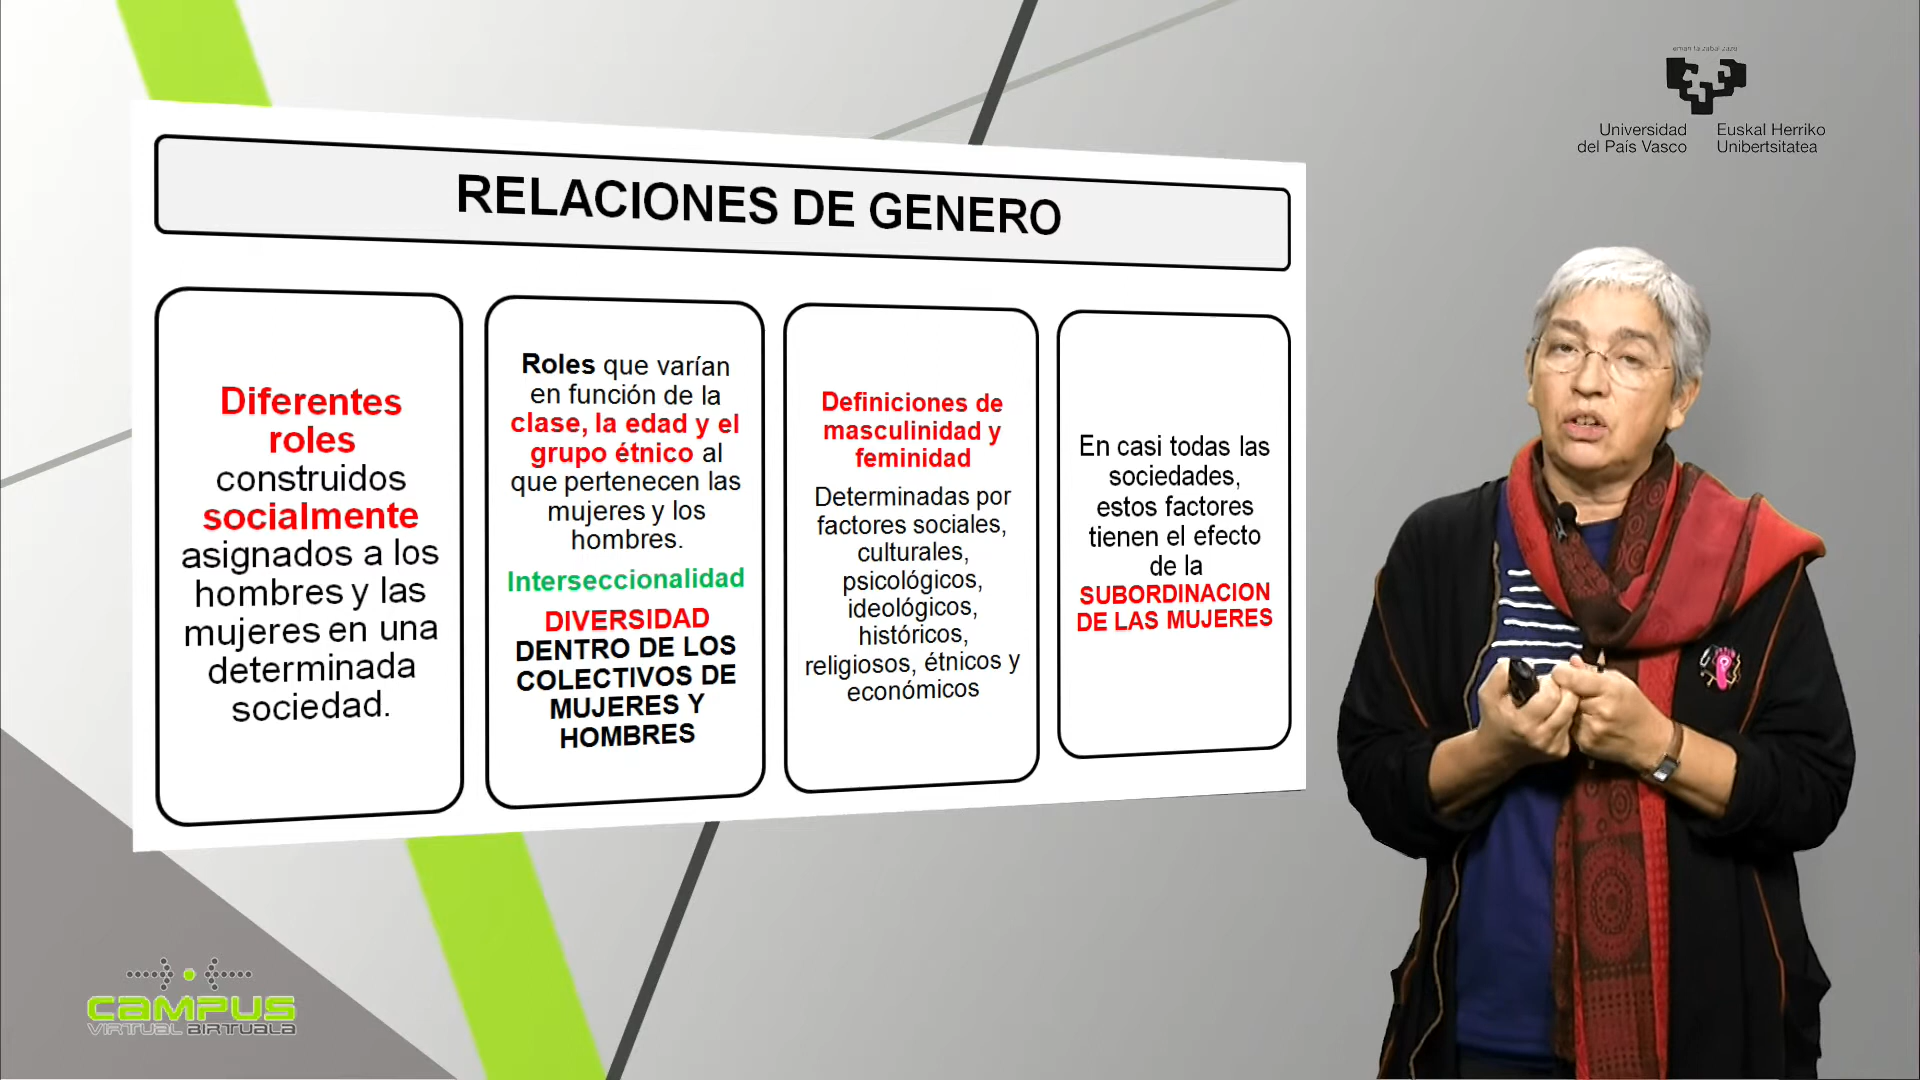 eman ta zabal zazu
Universidad
del País Vasco
Euskal Herriko
Unibertsitatea
RELACIONES DE GENERO
Diferentes
roles
construidos
socialmente
asignados a los
hombres y las
mujeres en una
determinada
sociedad.
Roles que varían
en función de la
clase, la edad y el
grupo étnico al
que pertenecen las
mujeres y los
hombres.
Interseccionalidad
DIVERSIDAD
DENTRO DE LOS
COLECTIVOS DE
MUJERES Y
HOMBRES
Definiciones de
masculinidad y
feminidad
Determinadas por
factores sociales,
culturales,
psicológicos,
ideológicos,
históricos,
religiosos, étnicos y
económicos
En casi todas las
sociedades,
estos factores
tienen el efecto
de la
SUBORDINACION
DE LAS MUJERES
CAMPUS
VIRTUAL BIRTUALA